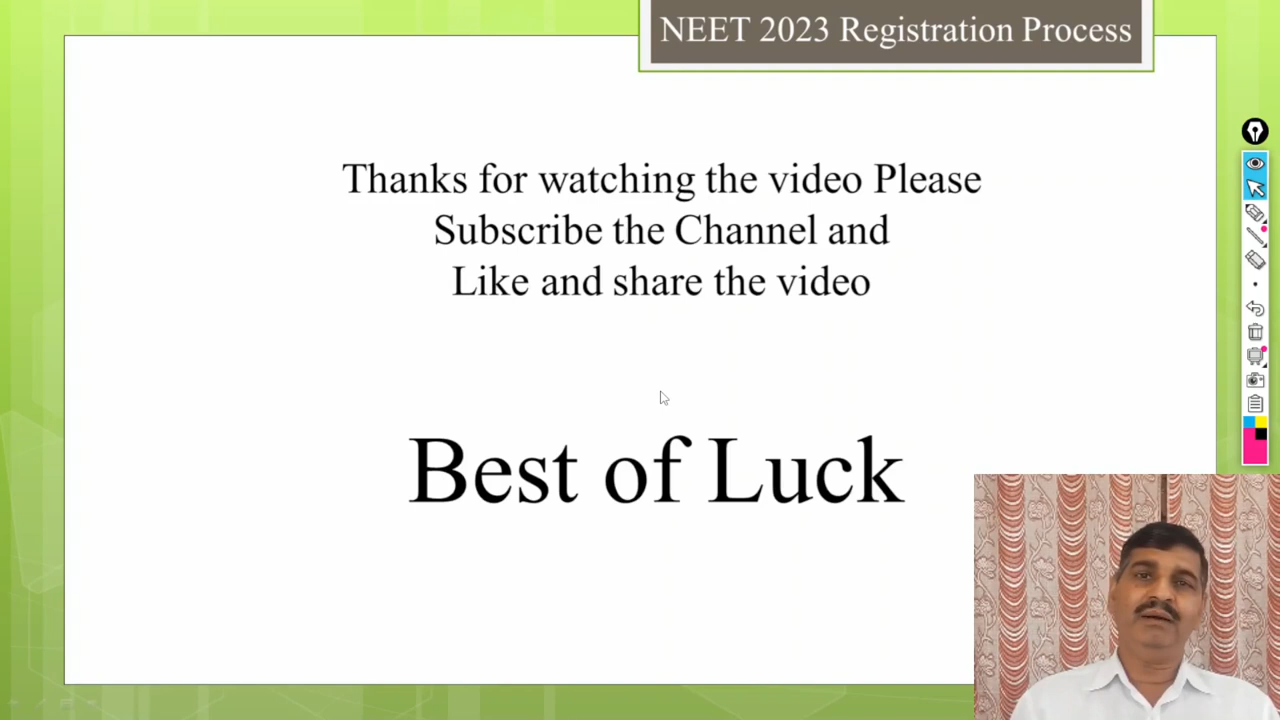 NEET 2023 Registration Process
Thanks for watching the video Please
Subscribe the Channel and
Like and share the video
Best of Luck